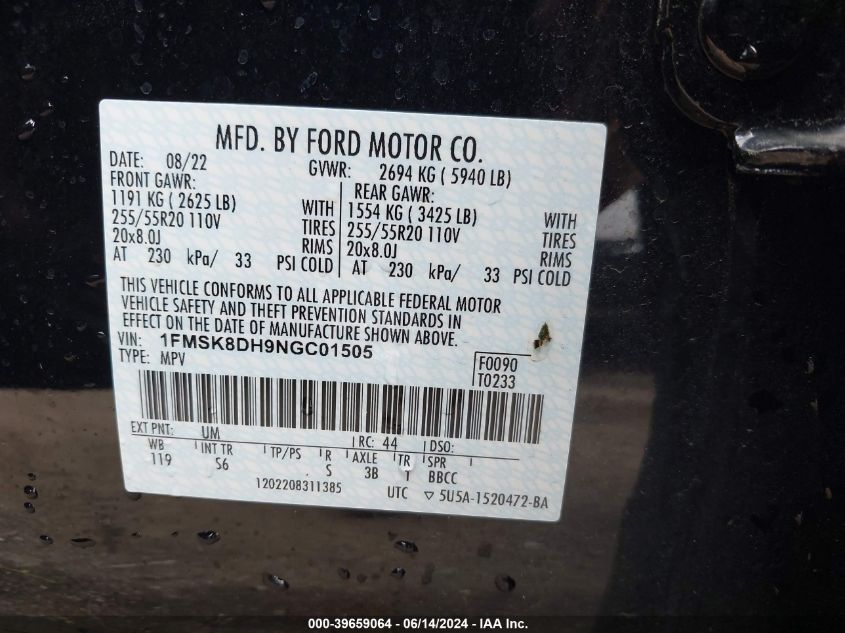 MFD. BY FORD MOTOR CO.
DATE: 08/22 GVWR: 2694 KG ( 5940 LB)
FRONT GAWR: REAR GAWR:
1191 KG ( 2625 LB) WITH 1554 KG ( 3425 LB) WITH
255/55R20 110V TIRES 255/55R20 110V TIRES
20x8.0J RIMS 20x8.0J RIMS
AT 230 kPa/ 33 PSI COLD AT 230 kPa/ 33 PSI COLD
THIS VEHICLE CONFORMS TO ALL APPLICABLE FEDERAL MOTOR
VEHICLE SAFETY AND THEFT PREVENTION STANDARDS IN
EFFECT ON THE DATE OF MANUFACTURE SHOWN ABOVE.
VIN: 1FMSK8DH9NGC01505
TYPE: MPV F0090
T0233
EXT PNT: UM RC: 44 DSO:
WB INT TR TP/PS R AXLE TR SPR
119 S6 S 3B T BBCC
1202208311385 UTC ▽ 5U5A-1520472-BA
000-39659064 - 06/14/2024 - IAA Inc.